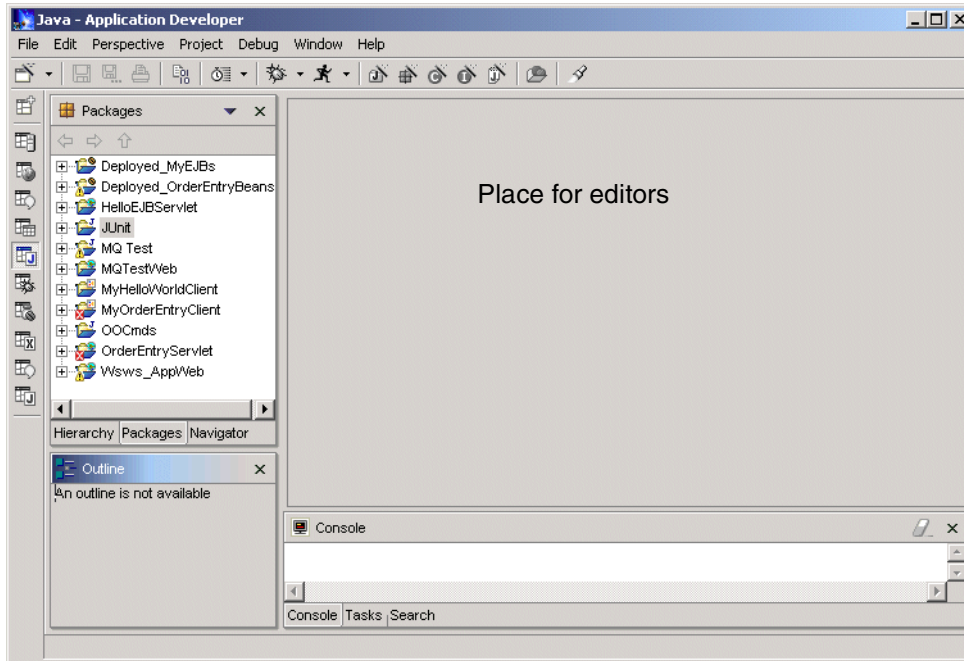 Java - Application Developer
File Edit Perspective Project Debug Window Help
Packages
Deployed_MyEJBs
Deployed_OrderEntryBeans
HelloEJBServlet
JUnit
MQ Test
MQTestWeb
MyHelloWorldClient
MyOrderEntryClient
OOCmds
OrderEntryServlet
Wsws_AppWeb
Hierarchy Packages Navigator
Place for editors
Outline
An outline is not available
Console
Console Tasks Search